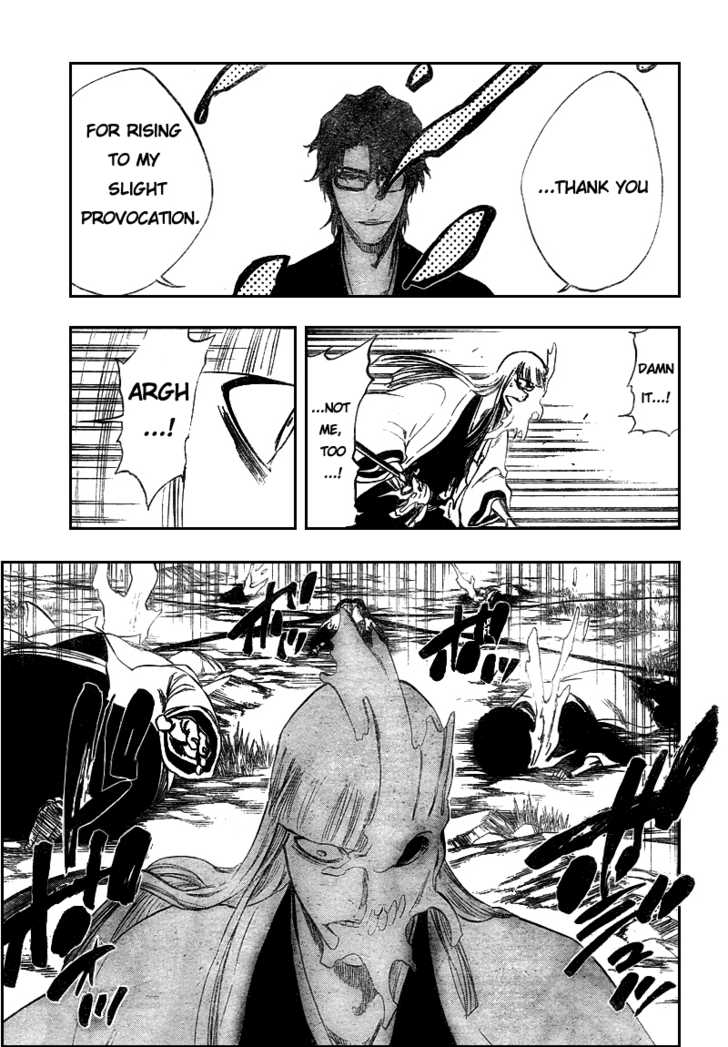 ...THANK YOU
FOR RISING
TO MY
SLIGHT
PROVOCATION.
DAMN
IT...!
...NOT
ME,
TOO
...!
ARGH
...!